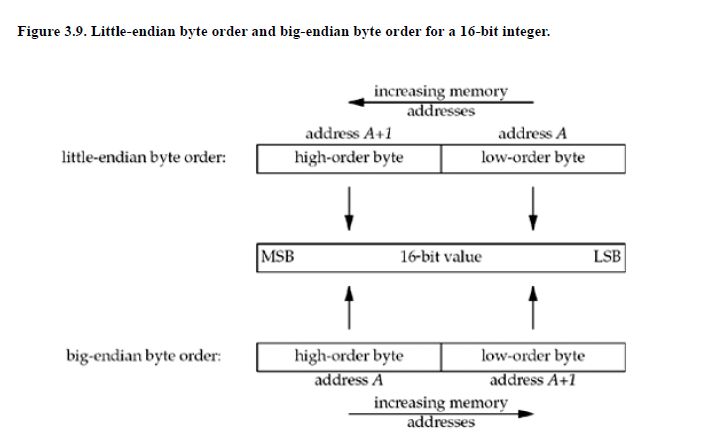 Figure 3.9. Little-endian byte order and big-endian byte order for a 16-bit integer.
increasing memory
addresses
address A+1 address A
little-endian byte order: high-order byte low-order byte
MSB 16-bit value LSB
big-endian byte order: high-order byte low-order byte
address A address A+1
increasing memory
addresses